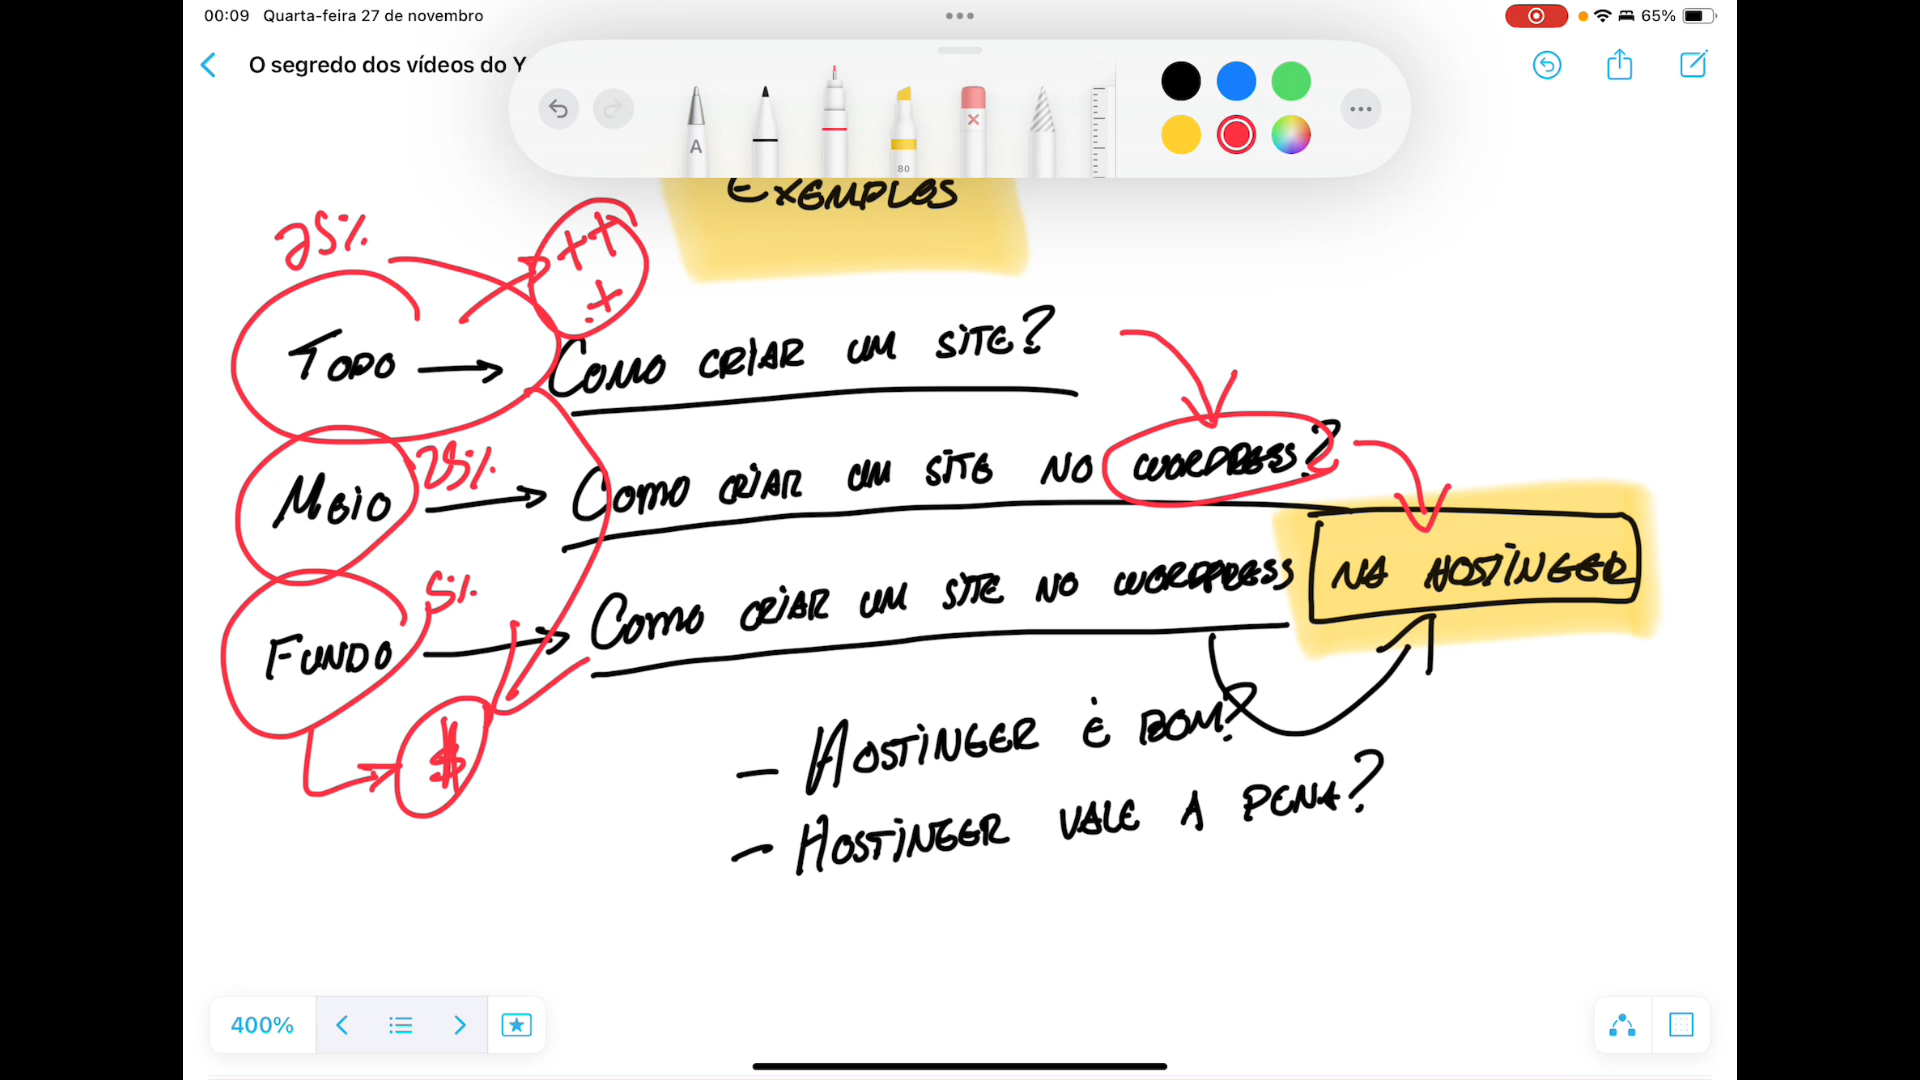 00:09 Quarta-feira 27 de novembro
65%
O segredo dos vídeos do Y
A
80
EXEMPLOS
25%
++
+
TOPO → COMO CRIAR UM SITE?
MEIO 25% → COMO CRIAR UM SITE NO WORDPRESS?
FUNDO 5% → COMO CRIAR UM SITE NO WORDPRESS NA HOSTINGER
$
- HOSTINGER É BOM?
- HOSTINGER VALE A PENA?
400%